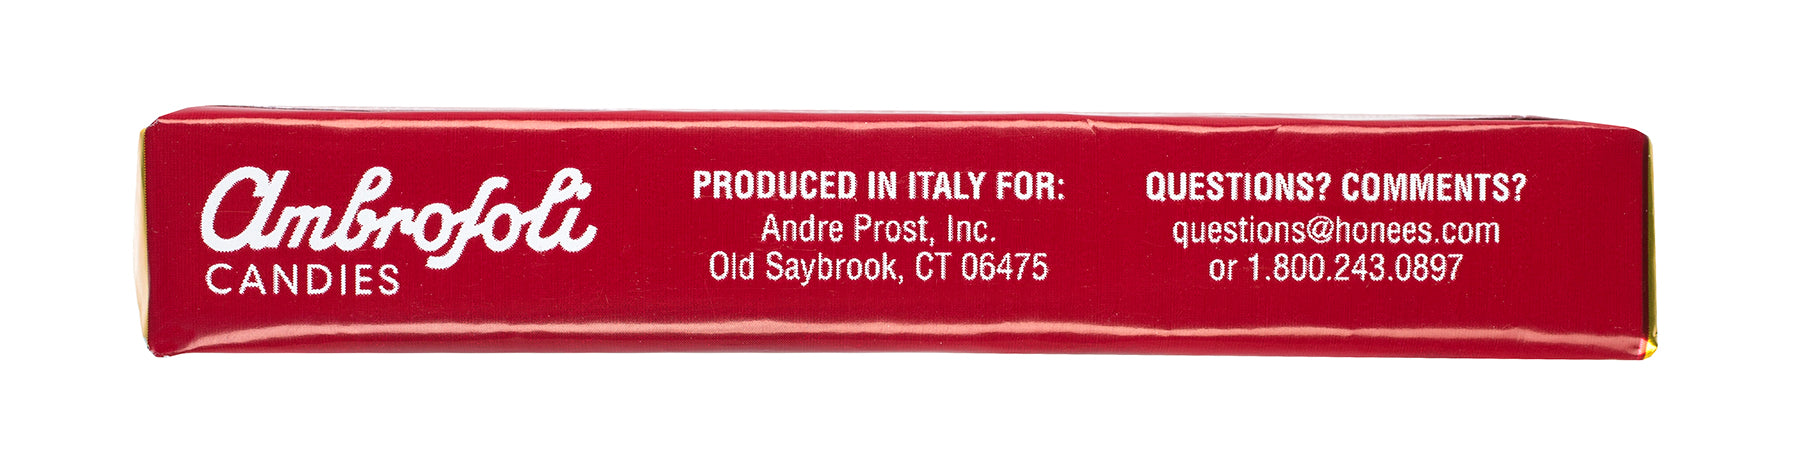 Ambrosoli
CANDIES
PRODUCED IN ITALY FOR:
Andre Prost, Inc.
Old Saybrook, CT 06475
QUESTIONS? COMMENTS?
questions@honees.com
or 1.800.243.0897